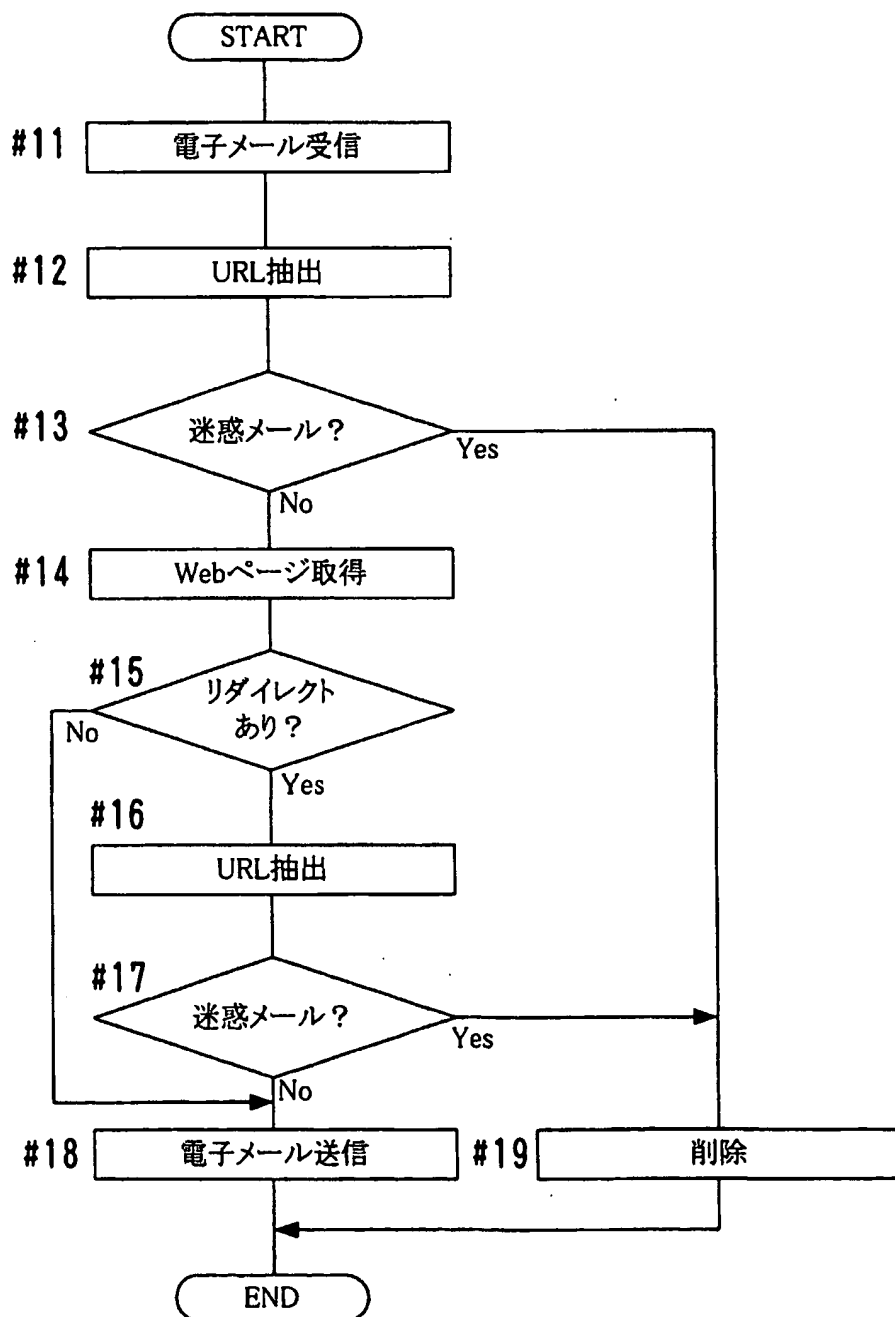 START
#11
電子メール受信
#12
URL抽出
#13
迷惑メール?
Yes
No
#14
Webページ取得
#15
リダイレクト
あり?
No
Yes
#16
URL抽出
#17
迷惑メール?
Yes
No
#18
電子メール送信
#19
削除
END